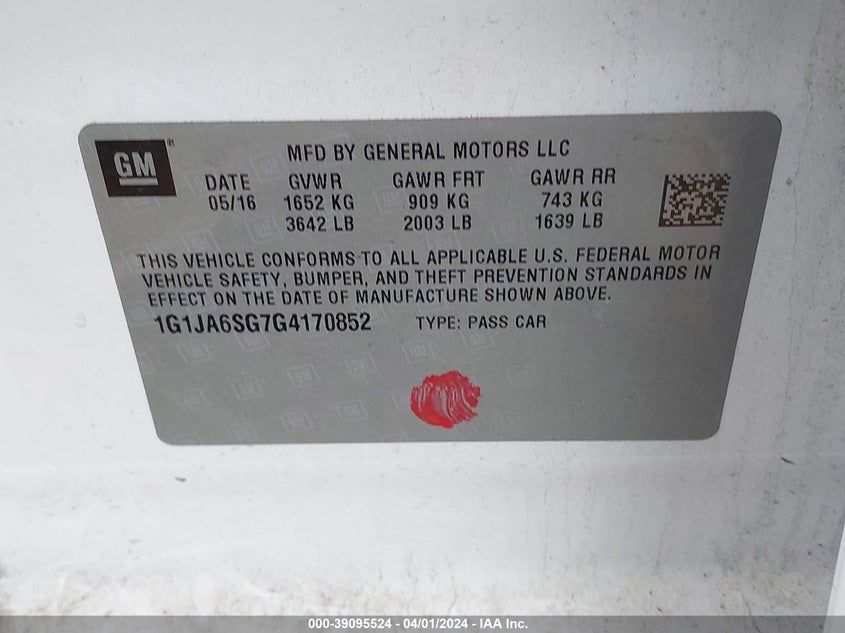 GM
MFD BY GENERAL MOTORS LLC
DATE GVWR GAWR FRT GAWR RR
05/16 1652 KG 909 KG 743 KG
3642 LB 2003 LB 1639 LB
THIS VEHICLE CONFORMS TO ALL APPLICABLE U.S. FEDERAL MOTOR
VEHICLE SAFETY, BUMPER, AND THEFT PREVENTION STANDARDS IN
EFFECT ON THE DATE OF MANUFACTURE SHOWN ABOVE.
1G1JA6SG7G4170852 TYPE: PASS CAR
000-39095524 - 04/01/2024 - IAA Inc.